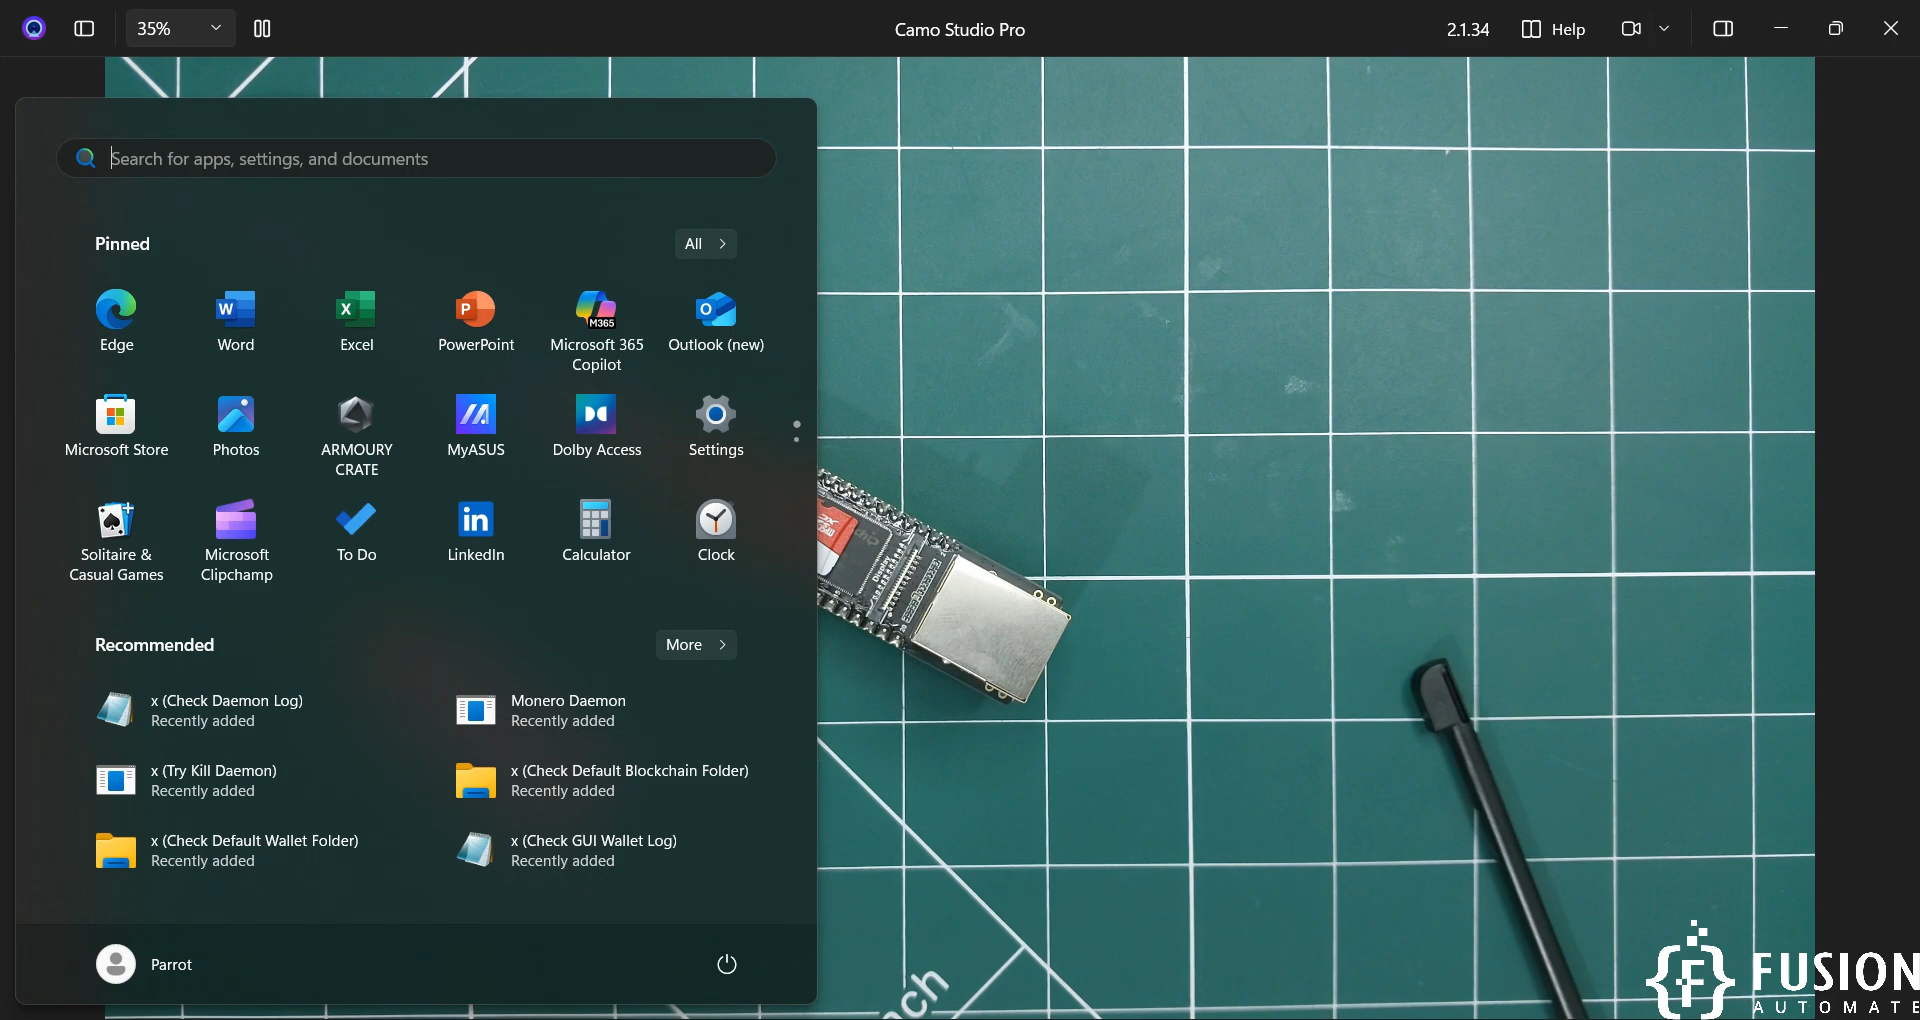 35%
Camo Studio Pro
2.1.34
Help
Search for apps, settings, and documents
Pinned
All
Edge
Word
Excel
PowerPoint
M365
Microsoft 365 Copilot
Outlook (new)
Microsoft Store
Photos
ARMOURY CRATE
MyASUS
Dolby Access
Settings
Solitaire & Casual Games
Microsoft Clipchamp
To Do
LinkedIn
Calculator
Clock
Recommended
More
x (Check Daemon Log)
Recently added
Monero Daemon
Recently added
x (Try Kill Daemon)
Recently added
x (Check Default Blockchain Folder)
Recently added
x (Check Default Wallet Folder)
Recently added
x (Check GUI Wallet Log)
Recently added
Parrot
Display
nch
FUSION
AUTOMATE